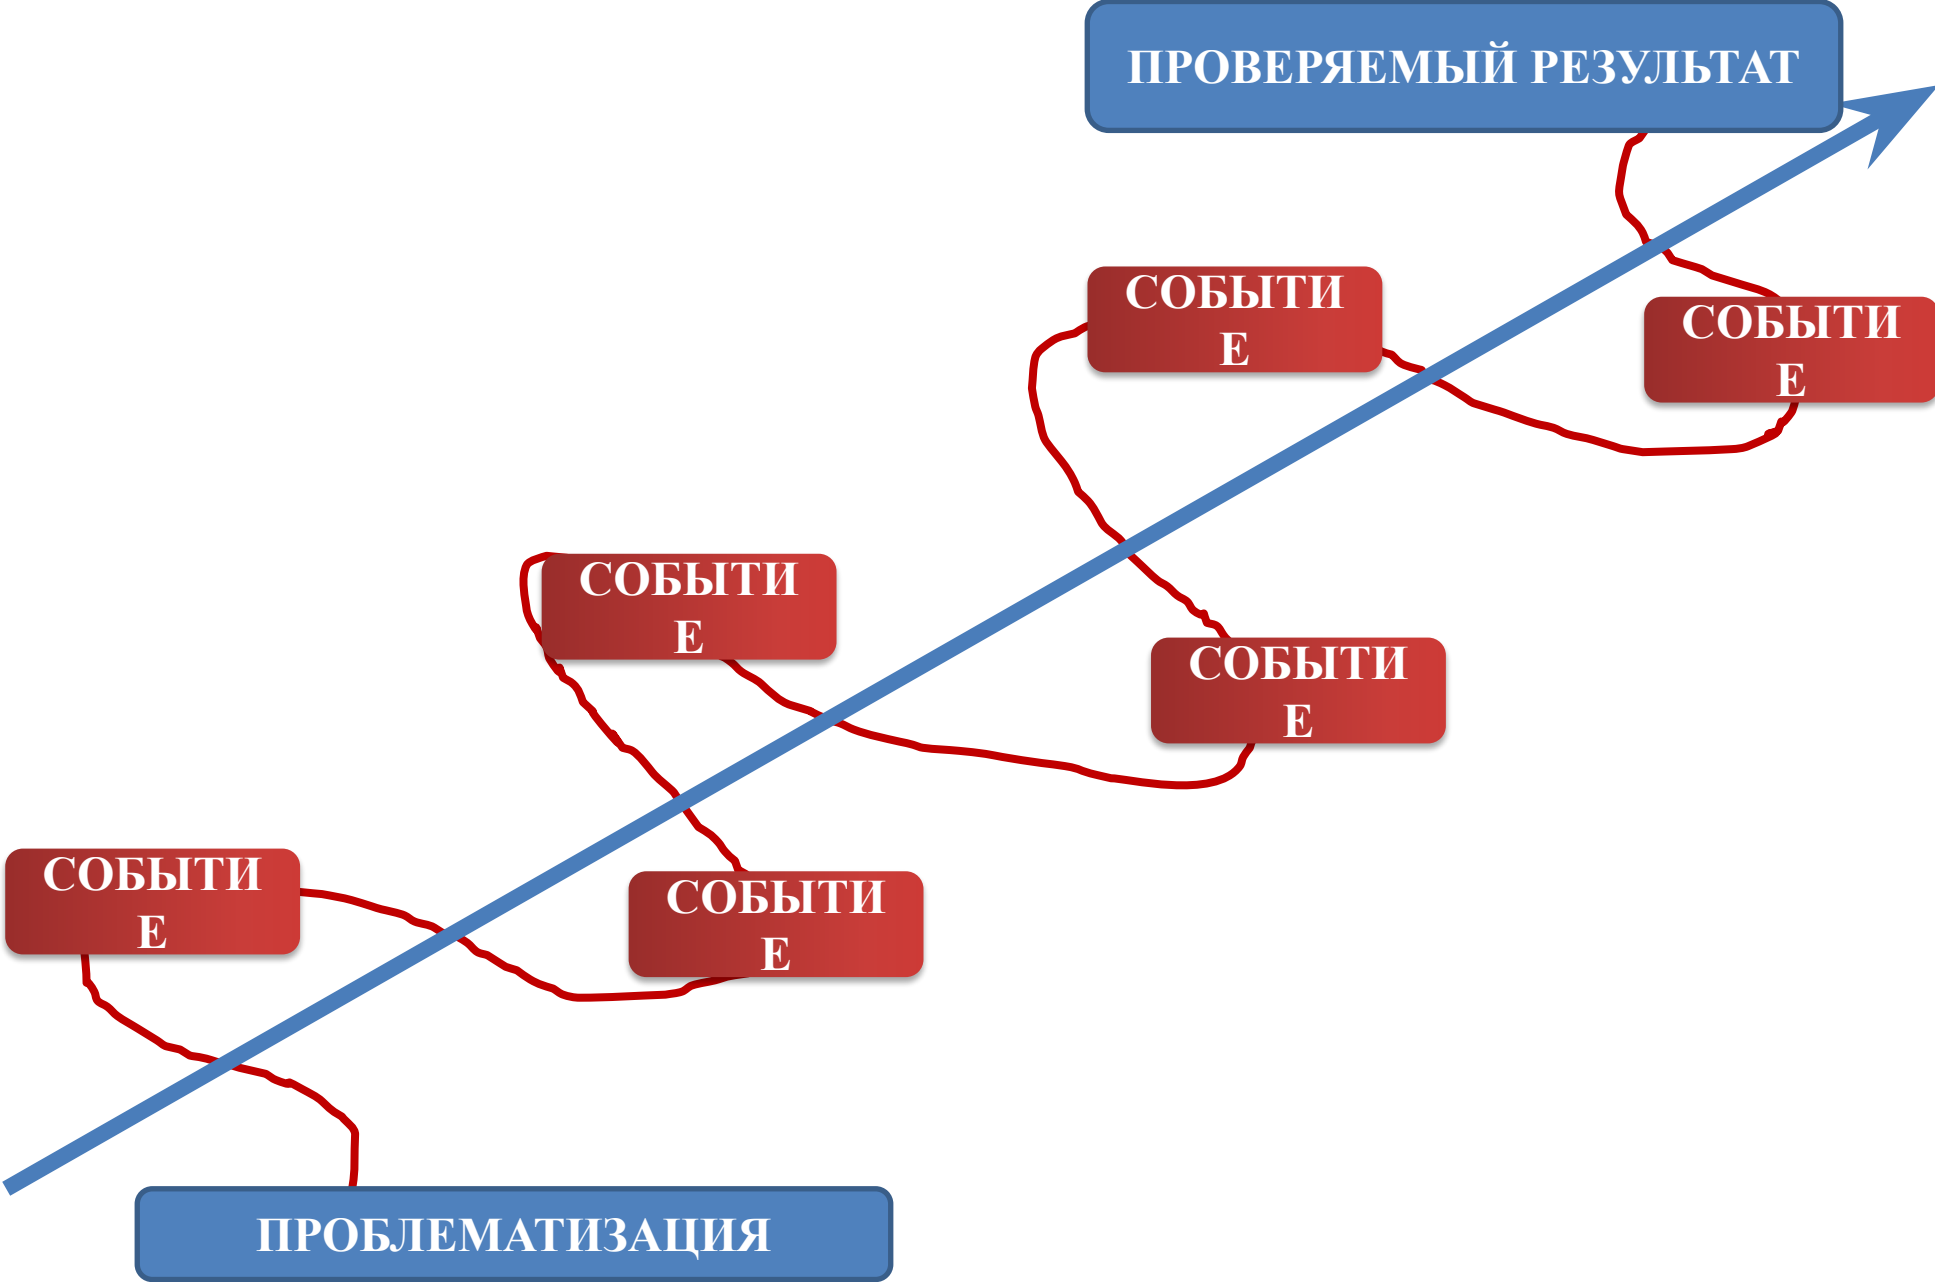 ПРОВЕРЯЕМЫЙ РЕЗУЛЬТАТ
СОБЫТИ
Е
СОБЫТИ
Е
СОБЫТИ
Е
СОБЫТИ
Е
СОБЫТИ
Е
СОБЫТИ
Е
ПРОБЛЕМАТИЗАЦИЯ